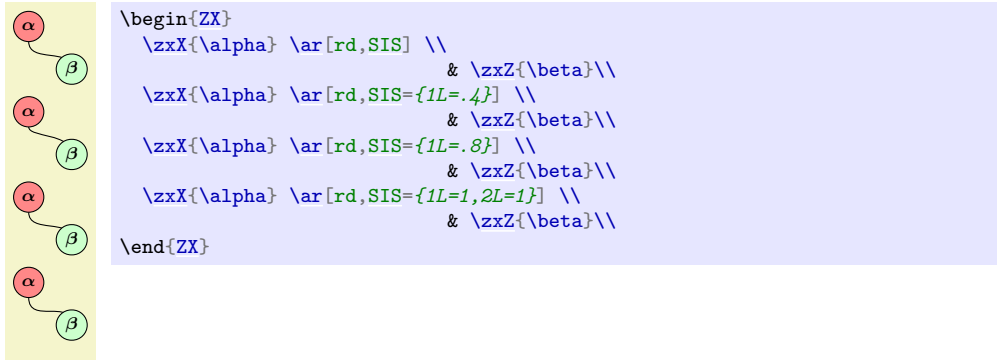 α
β
α
β
α
β
α
β
\begin{ZX}
\zxX{\alpha} \ar[rd,SIS] \\
& \zxZ{\beta}\\
\zxX{\alpha} \ar[rd,SIS={1L=.4}] \\
& \zxZ{\beta}\\
\zxX{\alpha} \ar[rd,SIS={1L=.8}] \\
& \zxZ{\beta}\\
\zxX{\alpha} \ar[rd,SIS={1L=1,2L=1}] \\
& \zxZ{\beta}\\
\end{ZX}